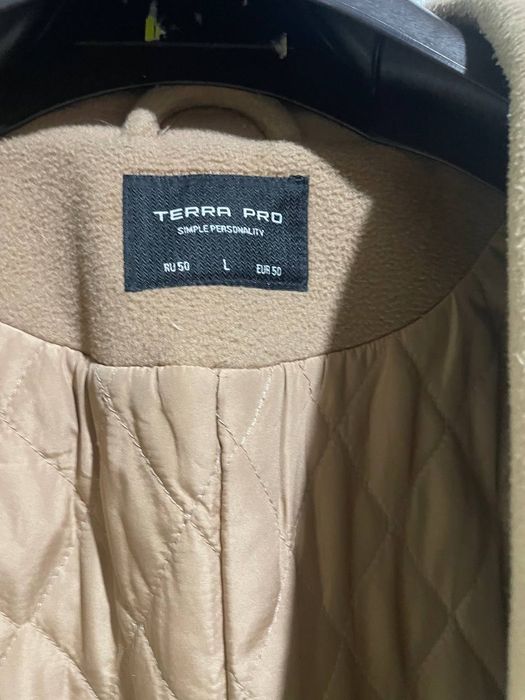 TERRA PRO
SIMPLE PERSONALITY
RU 50 L EUR 50